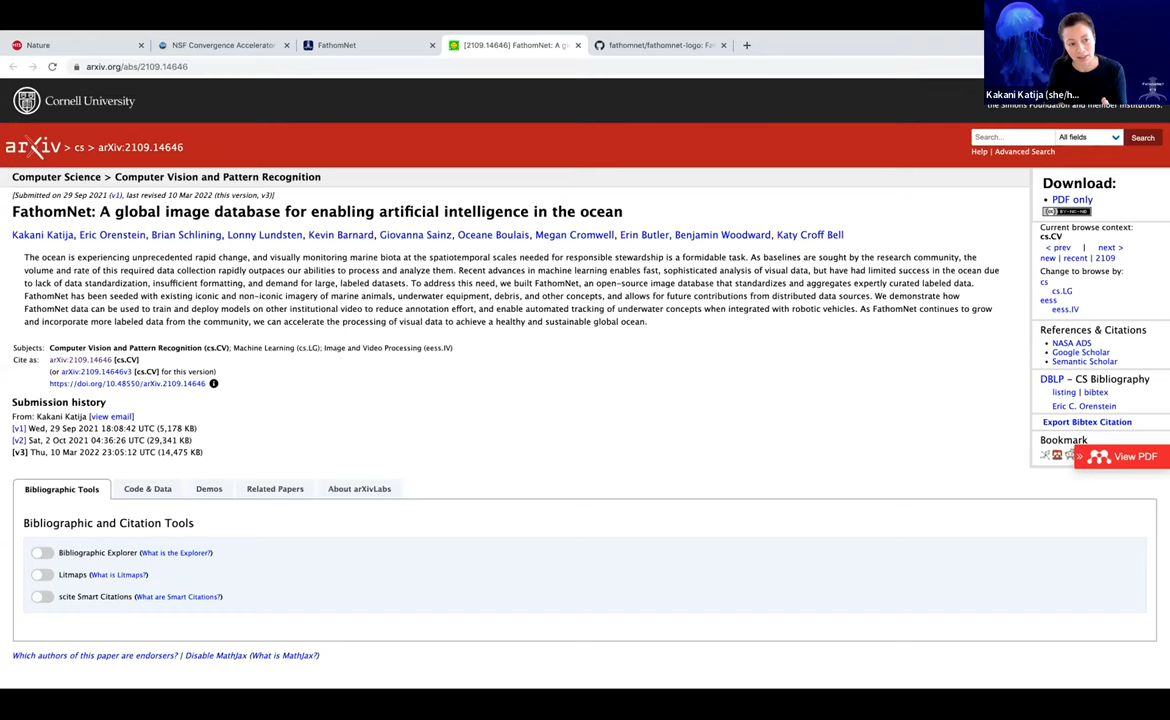 Nature
NSF Convergence Accelerator
FathomNet
[2109.14646] FathomNet: A g
fathomnet/fathomnet-logo: Fa
arxiv.org/abs/2109.14646
Kakani Katija (she/h...
Cornell University
the Simons Foundation and member institutions.
arXiv > cs > arXiv:2109.14646
Search...
All fields
Search
Help | Advanced Search
Computer Science > Computer Vision and Pattern Recognition
[Submitted on 29 Sep 2021 (v1), last revised 10 Mar 2022 (this version, v3)]
FathomNet: A global image database for enabling artificial intelligence in the ocean
Kakani Katija, Eric Orenstein, Brian Schlining, Lonny Lundsten, Kevin Barnard, Giovanna Sainz, Oceane Boulais, Megan Cromwell, Erin Butler, Benjamin Woodward, Katy Croff Bell
The ocean is experiencing unprecedented rapid change, and visually monitoring marine biota at the spatiotemporal scales needed for responsible stewardship is a formidable task. As baselines are sought by the research community, the
volume and rate of this required data collection rapidly outpaces our abilities to process and analyze them. Recent advances in machine learning enables fast, sophisticated analysis of visual data, but have had limited success in the ocean due
to lack of data standardization, insufficient formatting, and demand for large, labeled datasets. To address this need, we built FathomNet, an open-source image database that standardizes and aggregates expertly curated labeled data.
FathomNet has been seeded with existing iconic and non-iconic imagery of marine animals, underwater equipment, debris, and other concepts, and allows for future contributions from distributed data sources. We demonstrate how
FathomNet data can be used to train and deploy models on other institutional video to reduce annotation effort, and enable automated tracking of underwater concepts when integrated with robotic vehicles. As FathomNet continues to grow
and incorporate more labeled data from the community, we can accelerate the processing of visual data to achieve a healthy and sustainable global ocean.
Subjects: Computer Vision and Pattern Recognition (cs.CV); Machine Learning (cs.LG); Image and Video Processing (eess.IV)
Cite as: arXiv:2109.14646 [cs.CV]
(or arXiv:2109.14646v3 [cs.CV] for this version)
https://doi.org/10.48550/arXiv.2109.14646
Submission history
From: Kakani Katija [view email]
[v1] Wed, 29 Sep 2021 18:08:42 UTC (5,178 KB)
[v2] Sat, 2 Oct 2021 04:36:26 UTC (29,341 KB)
[v3] Thu, 10 Mar 2022 23:05:12 UTC (14,475 KB)
Download:
PDF only
Current browse context:
cs.CV
< prev | next >
new | recent | 2109
Change to browse by:
cs
cs.LG
eess
eess.IV
References & Citations
NASA ADS
Google Scholar
Semantic Scholar
DBLP - CS Bibliography
listing | bibtex
Eric C. Orenstein
Export Bibtex Citation
Bookmark
View PDF
Bibliographic Tools
Code & Data
Demos
Related Papers
About arXivLabs
Bibliographic and Citation Tools
Bibliographic Explorer (What is the Explorer?)
Litmaps (What is Litmaps?)
scite Smart Citations (What are Smart Citations?)
Which authors of this paper are endorsers? | Disable MathJax (What is MathJax?)